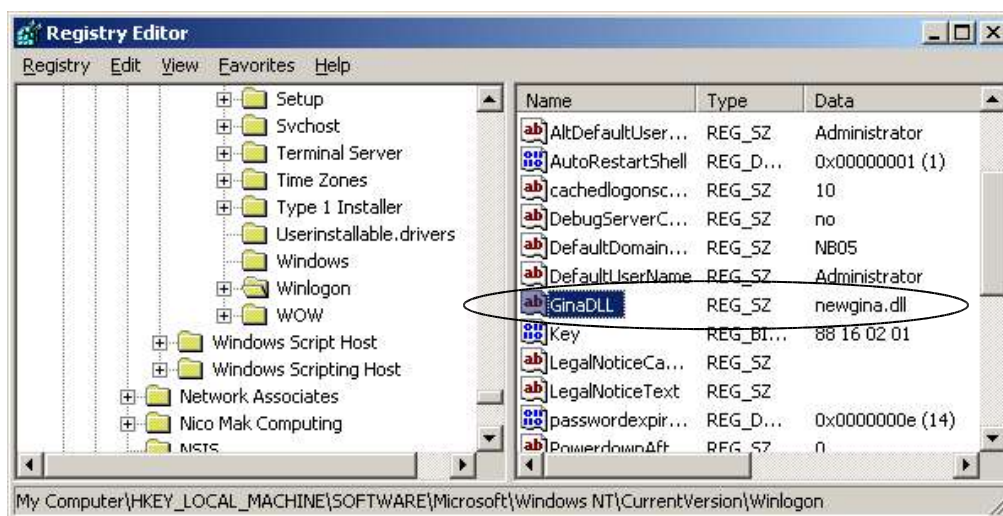 Registry Editor
Registry Edit View Favorites Help
Setup
Svchost
Terminal Server
Time Zones
Type 1 Installer
Userinstallable.drivers
Windows
Winlogon
WOW
Windows Script Host
Windows Scripting Host
Network Associates
Nico Mak Computing
NSIS
Name Type Data
AltDefaultUser... REG_SZ Administrator
AutoRestartShell REG_D... 0x00000001 (1)
cachedlogonsc... REG_SZ 10
DebugServerC... REG_SZ no
DefaultDomain... REG_SZ NB05
DefaultUserName REG_SZ Administrator
GinaDLL REG_SZ newgina.dll
Key REG_BI... 88 16 02 01
LegalNoticeCa... REG_SZ
LegalNoticeText REG_SZ
passwordexpir... REG_D... 0x0000000e (14)
PowerdownAft... REG_SZ 0
My Computer\HKEY_LOCAL_MACHINE\SOFTWARE\Microsoft\Windows NT\CurrentVersion\Winlogon